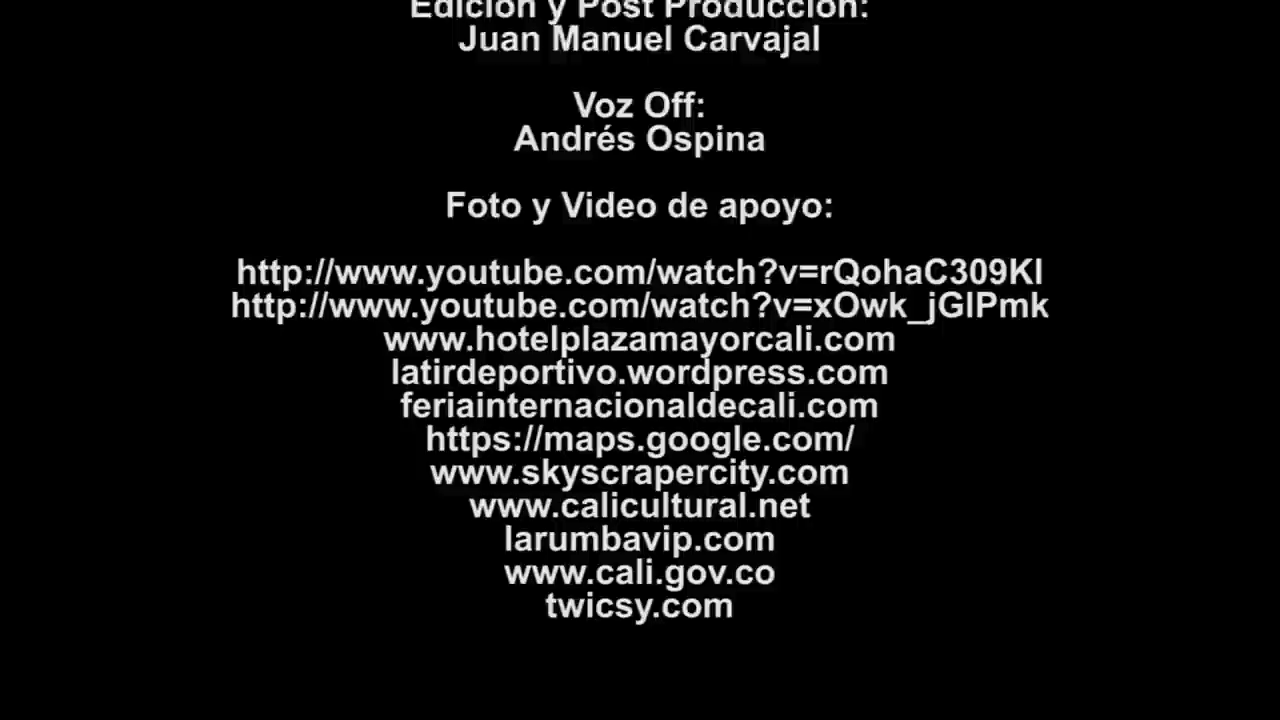 Edición y Post Producción:
Juan Manuel Carvajal
Voz Off:
Andrés Ospina
Foto y Video de apoyo:
http://www.youtube.com/watch?v=rQohaC309KI
http://www.youtube.com/watch?v=xOwk_jGlPmk
www.hotelplazamayorcali.com
latirdeportivo.wordpress.com
feriainternacionaldecali.com
https://maps.google.com/
www.skyscrapercity.com
www.calicultural.net
larumbavip.com
www.cali.gov.co
twicsy.com